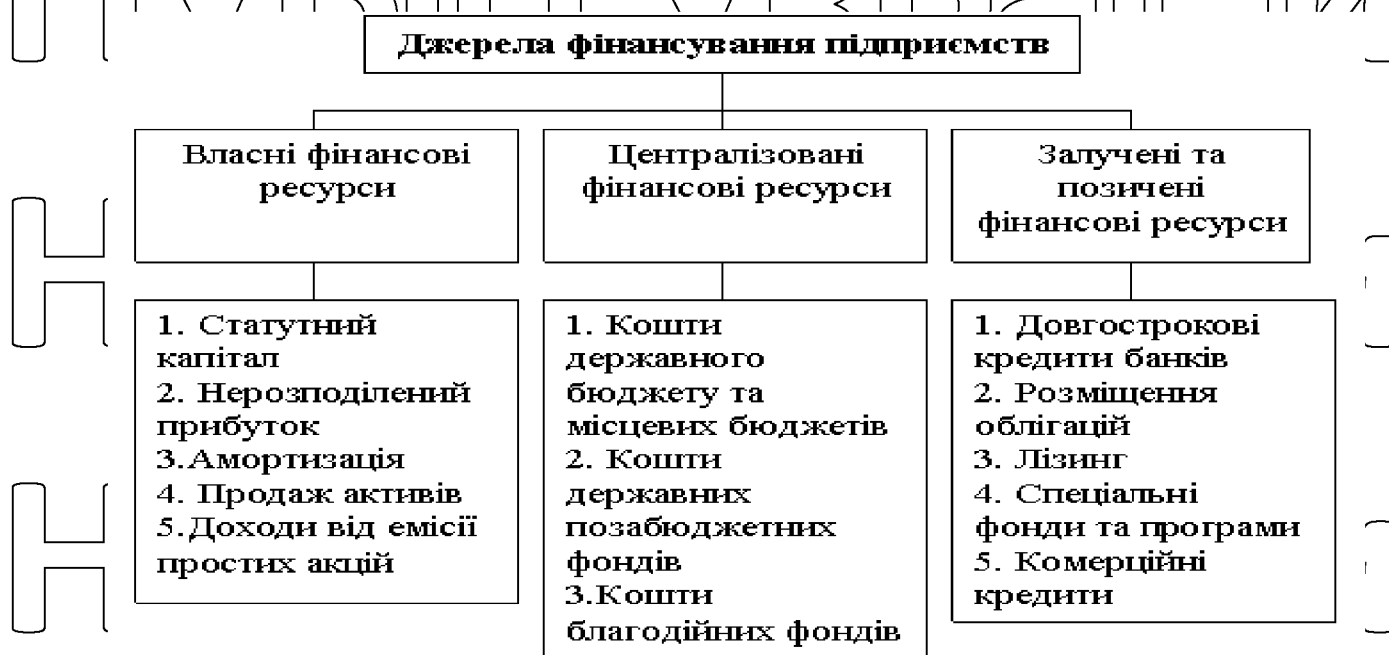 Джерела фінансування підприємств
Власні фінансові
ресурси
Централізовані
фінансові ресурси
Залучені та
позичені
фінансові ресурси
1. Статутний
капітал
2. Нерозподілений
прибуток
3.Амортизація
4. Продаж активів
5.Доходи від емісії
простих акцій
1. Кошти
державного
бюджету та
місцевих бюджетів
2. Кошти
державних
позабюджетних
фондів
3.Кошти
благодійних фондів
1. Довгострокові
кредити банків
2. Розміщення
облігацій
3. Лізинг
4. Спеціальні
фонди та програми
5. Комерційні
кредити